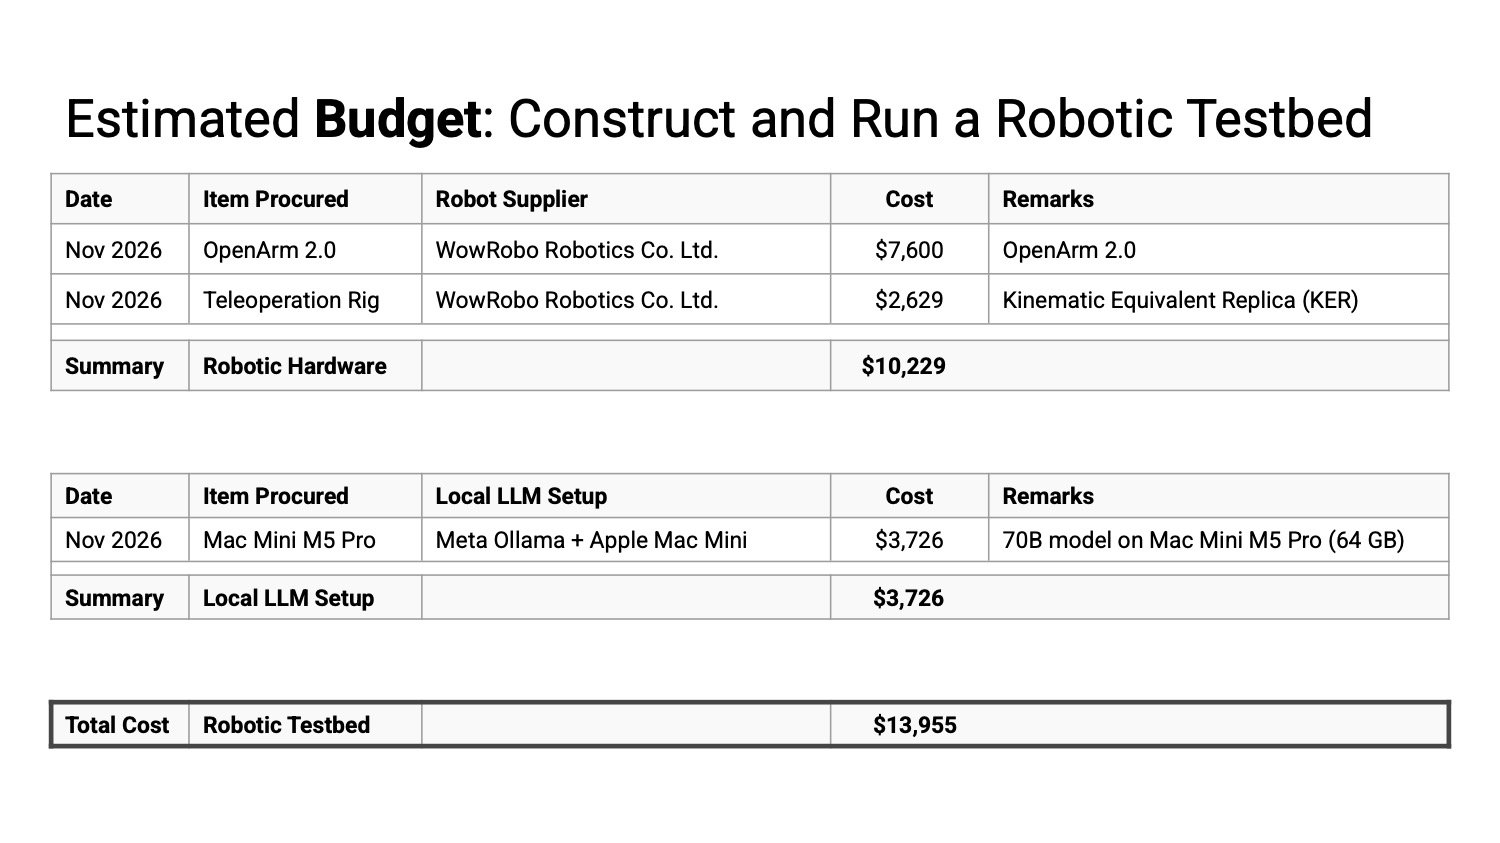 Estimated Budget: Construct and Run a Robotic Testbed
Date Item Procured Robot Supplier Cost Remarks
Nov 2026 OpenArm 2.0 WowRobo Robotics Co. Ltd. $7,600 OpenArm 2.0
Nov 2026 Teleoperation Rig WowRobo Robotics Co. Ltd. $2,629 Kinematic Equivalent Replica (KER)
Summary Robotic Hardware $10,229
Date Item Procured Local LLM Setup Cost Remarks
Nov 2026 Mac Mini M5 Pro Meta Ollama + Apple Mac Mini $3,726 70B model on Mac Mini M5 Pro (64 GB)
Summary Local LLM Setup $3,726
Total Cost Robotic Testbed $13,955